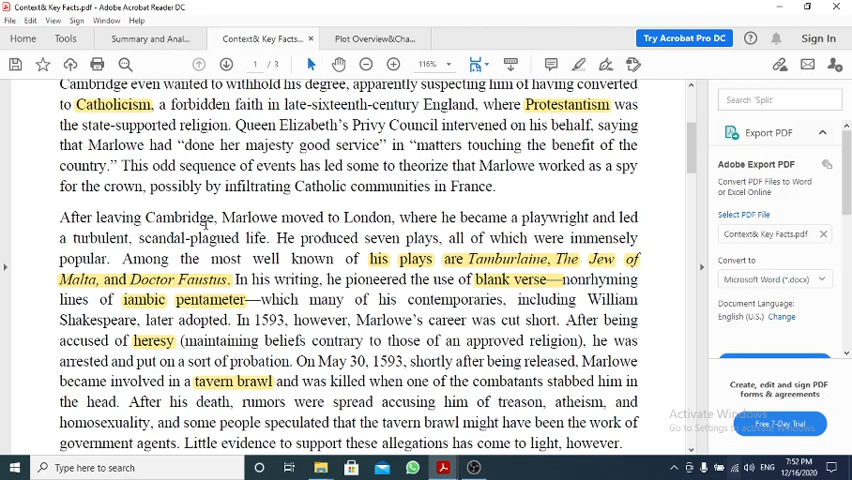 Context& Key Facts.pdf - Adobe Acrobat Reader DC
File Edit View Sign Window Help
Home Tools Summary and Anal... Context& Key Facts... × Plot Overview&Cha... Try Acrobat Pro DC Sign In
1 / 3 116%
Cambridge even wanted to withhold his degree, apparently suspecting him of having converted
to Catholicism, a forbidden faith in late-sixteenth-century England, where Protestantism was
the state-supported religion. Queen Elizabeth's Privy Council intervened on his behalf, saying
that Marlowe had “done her majesty good service” in “matters touching the benefit of the
country.” This odd sequence of events has led some to theorize that Marlowe worked as a spy
for the crown, possibly by infiltrating Catholic communities in France.
After leaving Cambridge, Marlowe moved to London, where he became a playwright and led
a turbulent, scandal-plagued life. He produced seven plays, all of which were immensely
popular. Among the most well known of his plays are Tamburlaine, The Jew of
Malta, and Doctor Faustus. In his writing, he pioneered the use of blank verse—nonrhyming
lines of iambic pentameter—which many of his contemporaries, including William
Shakespeare, later adopted. In 1593, however, Marlowe's career was cut short. After being
accused of heresy (maintaining beliefs contrary to those of an approved religion), he was
arrested and put on a sort of probation. On May 30, 1593, shortly after being released, Marlowe
became involved in a tavern brawl and was killed when one of the combatants stabbed him in
the head. After his death, rumors were spread accusing him of treason, atheism, and
homosexuality, and some people speculated that the tavern brawl might have been the work of
government agents. Little evidence to support these allegations has come to light, however.
Search 'Split'
Export PDF
Adobe Export PDF
Convert PDF Files to Word
or Excel Online
Select PDF File
Context& Key Facts.pdf ×
Convert to
Microsoft Word (*.docx)
Document Language:
English (U.S.) Change
Create, edit and sign PDF
forms & agreements
Free 7-Day Trial
Activate Windows
Go to Settings to activate Windows.
Type here to search
ENG
7:52 PM
12/16/2020